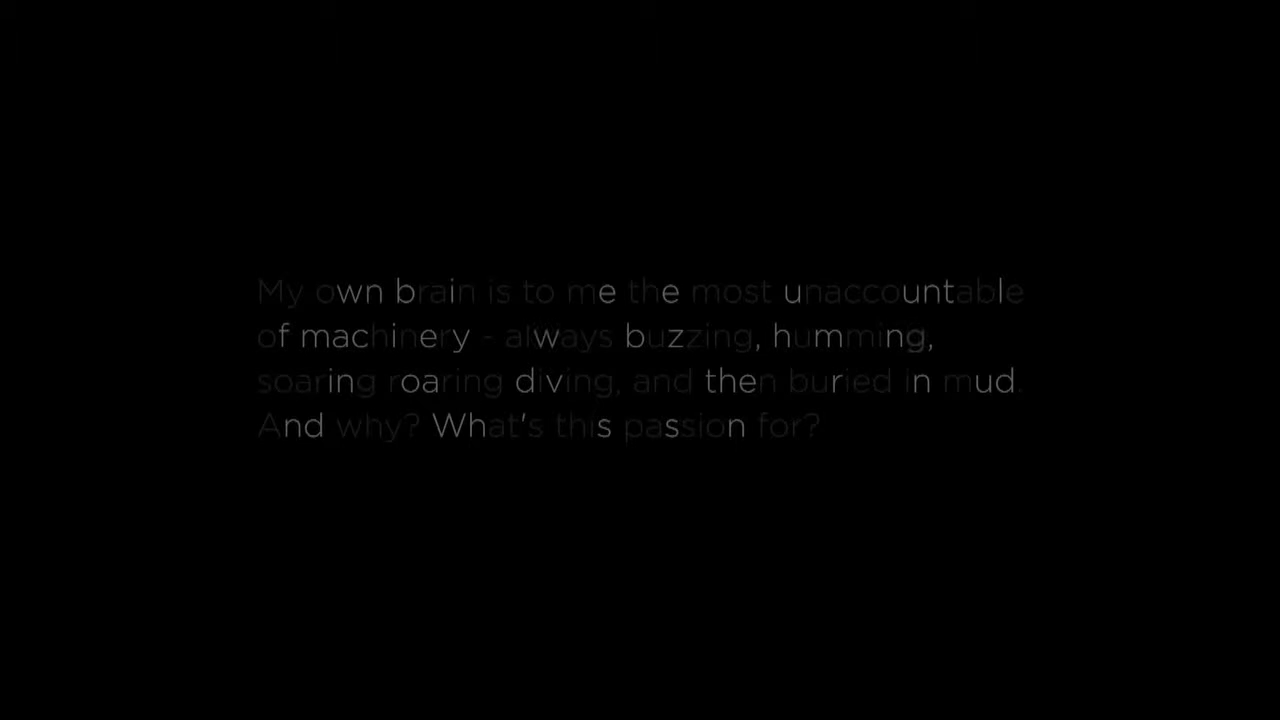 My own brain is to me the most unaccountable
of machinery - always buzzing, humming,
soaring roaring diving, and then buried in mud.
And why? What's this passion for?